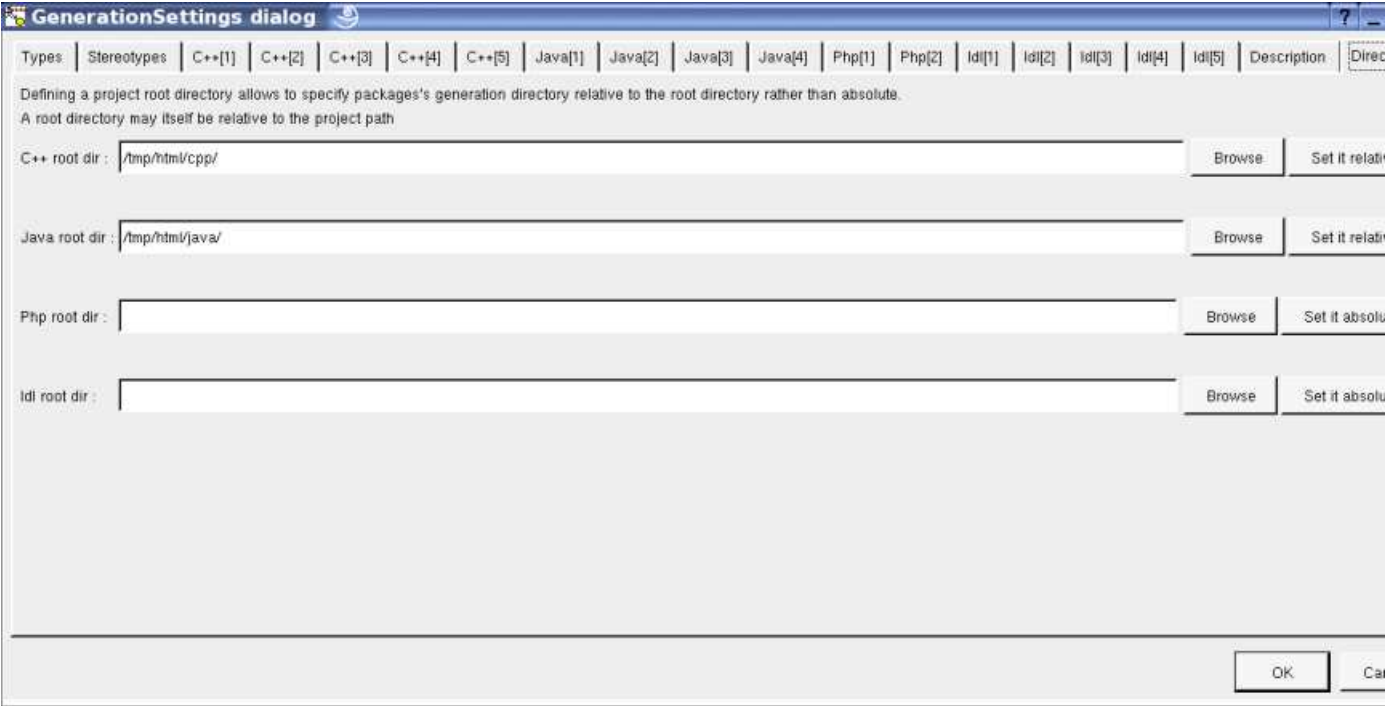 GenerationSettings dialog ? _
Types Stereotypes C++[1] C++[2] C++[3] C++[4] C++[5] Java[1] Java[2] Java[3] Java[4] Php[1] Php[2] Idl[1] Idl[2] Idl[3] Idl[4] Idl[5] Description Direc
Defining a project root directory allows to specify packages's generation directory relative to the root directory rather than absolute.
A root directory may itself be relative to the project path
C++ root dir : /tmp/html/cpp/ Browse Set it relativ
Java root dir : /tmp/html/java/ Browse Set it relativ
Php root dir : Browse Set it absolu
Idl root dir : Browse Set it absolu
OK Can